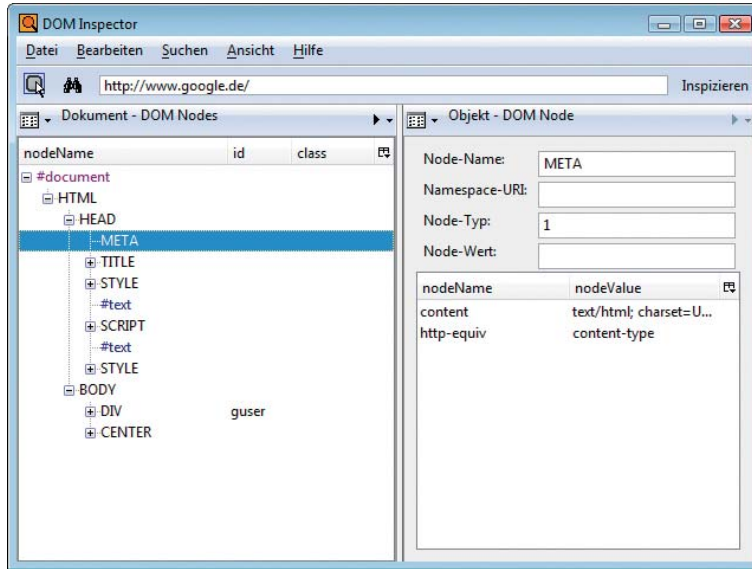 DOM Inspector
Datei Bearbeiten Suchen Ansicht Hilfe
http://www.google.de/ Inspizieren
Dokument - DOM Nodes
nodeName id class
#document
HTML
HEAD
META
TITLE
STYLE
#text
SCRIPT
#text
STYLE
BODY
DIV guser
CENTER
Objekt - DOM Node
Node-Name: META
Namespace-URI:
Node-Typ: 1
Node-Wert:
nodeName nodeValue
content text/html; charset=U...
http-equiv content-type